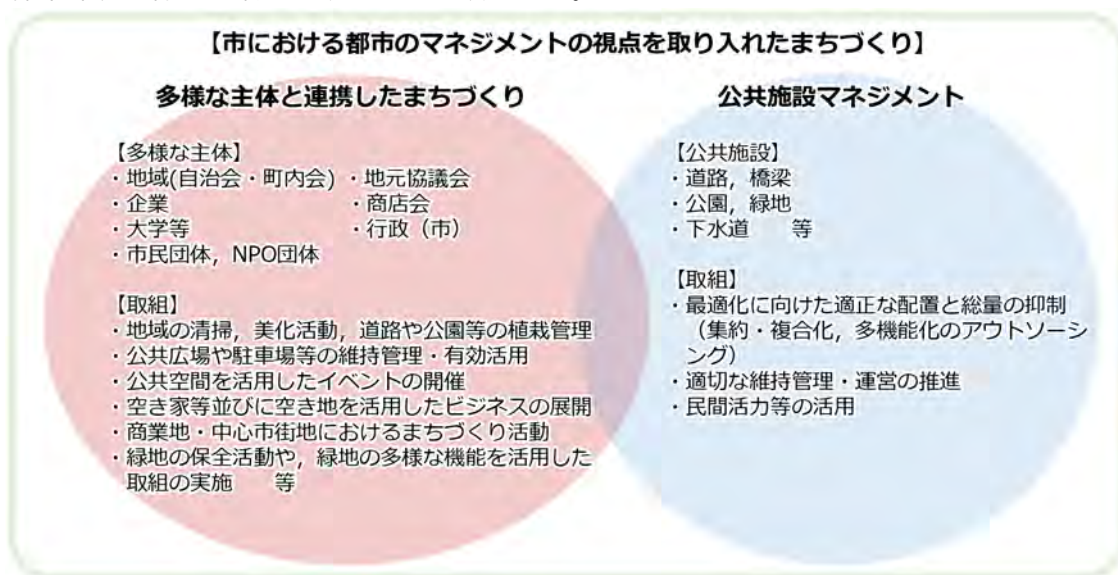 【市における都市のマネジメントの視点を取り入れたまちづくり】
多様な主体と連携したまちづくり
【多様な主体】
・地域(自治会・町内会) ・地元協議会
・企業 ・商店会
・大学等 ・行政（市）
・市民団体，NPO団体
【取組】
・地域の清掃，美化活動，道路や公園等の植栽管理
・公共広場や駐車場等の維持管理・有効活用
・公共空間を活用したイベントの開催
・空き家等並びに空き地を活用したビジネスの展開
・商業地・中心市街地におけるまちづくり活動
・緑地の保全活動や，緑地の多様な機能を活用した
取組の実施　等
公共施設マネジメント
【公共施設】
・道路，橋梁
・公園，緑地
・下水道　等
【取組】
・最適化に向けた適正な配置と総量の抑制
（集約・複合化，多機能化のアウトソーシ
ング）
・適切な維持管理・運営の推進
・民間活力等の活用